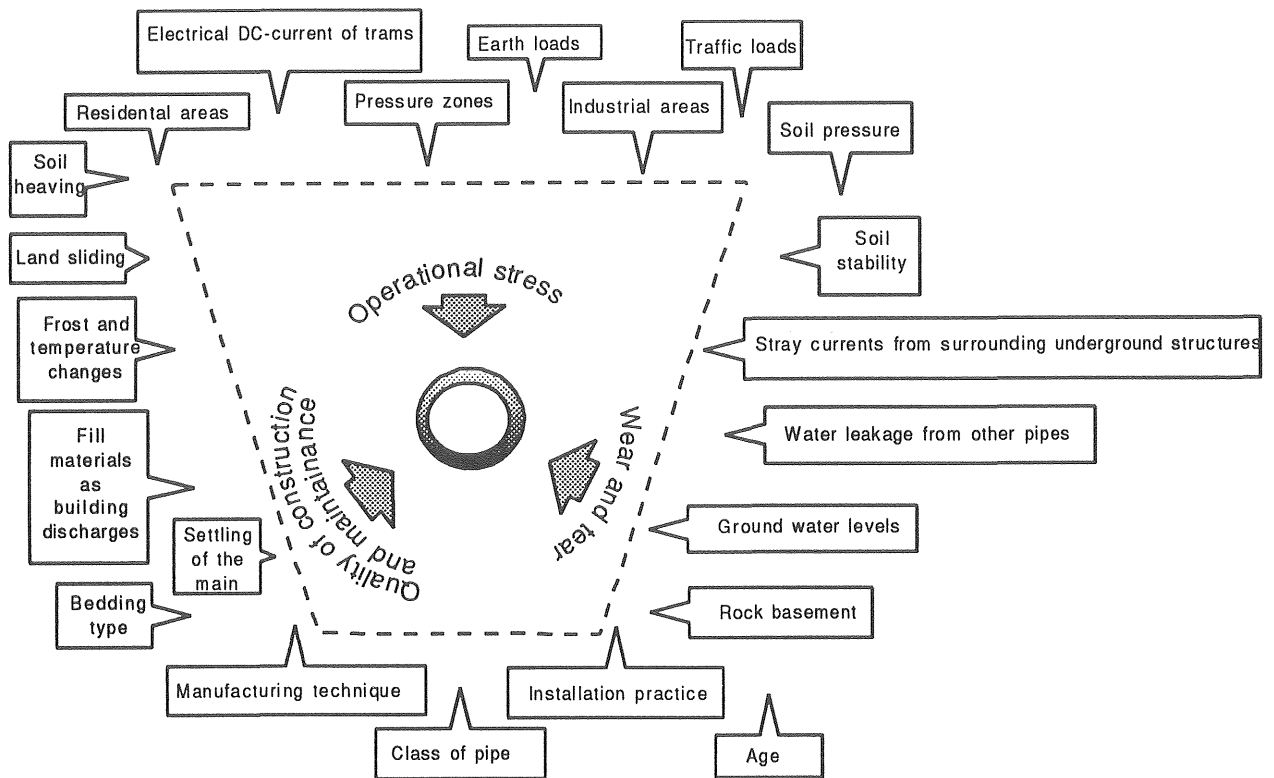 Electrical DC-current of trams
Earth loads
Traffic loads
Residental areas
Pressure zones
Industrial areas
Soil pressure
Soil
heaving
Land sliding
Soil
stability
Operational stress
Frost and
temperature
changes
Stray currents from surrounding underground structures
Fill
materials
as
building
discharges
Quality of construction
and maintainance
Wear and tear
Water leakage from other pipes
Settling
of the
main
Ground water levels
Bedding
type
Rock basement
Manufacturing technique
Installation practice
Class of pipe
Age